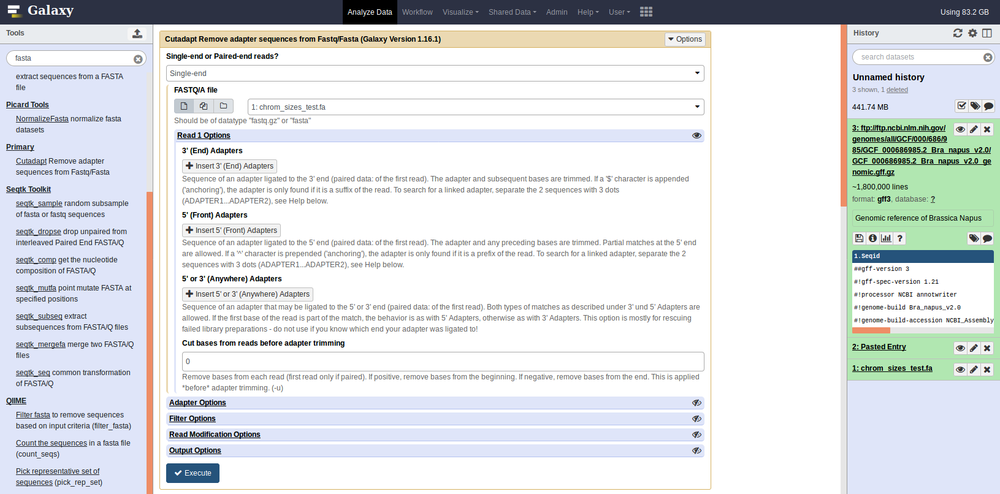 Galaxy
Analyze Data
Workflow
Visualize
Shared Data
Admin
Help
User
Using 83.2 GB
Tools
fasta
extract sequences from a FASTA
file
Picard Tools
NormalizeFasta normalize fasta
datasets
Primary
Cutadapt Remove adapter
sequences from Fastq/Fasta
Seqtk Toolkit
seqtk_sample random subsample
of fasta or fastq sequences
seqtk_dropse drop unpaired from
interleaved Paired End FASTA/Q
seqtk_comp get the nucleotide
composition of FASTA/Q
seqtk_mutfa point mutate FASTA at
specified positions
seqtk_subseq extract
subsequences from FASTA/Q files
seqtk_mergefa merge two FASTA/Q
files
seqtk_seq common transformation
of FASTA/Q
QIIME
Filter fasta to remove sequences
based on input criteria (filter_fasta)
Count the sequences in a fasta file
(count_seqs)
Pick representative set of
sequences (pick_rep_set)
Cutadapt Remove adapter sequences from Fastq/Fasta (Galaxy Version 1.16.1)
Options
Single-end or Paired-end reads?
Single-end
FASTQ/A file
1: chrom_sizes_test.fa
Should be of datatype "fastq.gz" or "fasta"
Read 1 Options
3' (End) Adapters
Insert 3' (End) Adapters
Sequence of an adapter ligated to the 3' end (paired data: of the first read). The adapter and subsequent bases are trimmed. If a '$' character is appended
('anchoring'), the adapter is only found if it is a suffix of the read. To search for a linked adapter, separate the 2 sequences with 3 dots
(ADAPTER1...ADAPTER2), see Help below.
5' (Front) Adapters
Insert 5' (Front) Adapters
Sequence of an adapter ligated to the 5' end (paired data: of the first read). The adapter and any preceding bases are trimmed. Partial matches at the 5' end
are allowed. If a '^' character is prepended ('anchoring'), the adapter is only found if it is a prefix of the read. To search for a linked adapter, separate the 2
sequences with 3 dots (ADAPTER1...ADAPTER2), see Help below.
5' or 3' (Anywhere) Adapters
Insert 5' or 3' (Anywhere) Adapters
Sequence of an adapter that may be ligated to the 5' or 3' end (paired data: of the first read). Both types of matches as described under 3' und 5' Adapters are
allowed. If the first base of the read is part of the match, the behavior is as with 5' Adapters, otherwise as with 3' Adapters. This option is mostly for rescuing
failed library preparations - do not use if you know which end your adapter was ligated to!
Cut bases from reads before adapter trimming
0
Remove bases from each read (first read only if paired). If positive, remove bases from the beginning. If negative, remove bases from the end. This is applied
*before* adapter trimming. (-u)
Adapter Options
Filter Options
Read Modification Options
Output Options
Execute
History
search datasets
Unnamed history
3 shown, 1 deleted
441.74 MB
3: ftp://ftp.ncbi.nlm.nih.gov/
genomes/all/GCF/000/686/9
85/GCF_000686985.2_Bra_napus_v2.0/
GCF_000686985.2_Bra_napus_v2.0_ge
nomic.gff.gz
~1,800,000 lines
format: gff3, database: ?
Genomic reference of Brassica Napus
?
1.Seqid
##gff-version 3
#!gff-spec-version 1.21
#!processor NCBI annotwriter
#!genome-build Bra_napus_v2.0
#!genome-build-accession NCBI_Assembly
2: Pasted Entry
1: chrom_sizes_test.fa